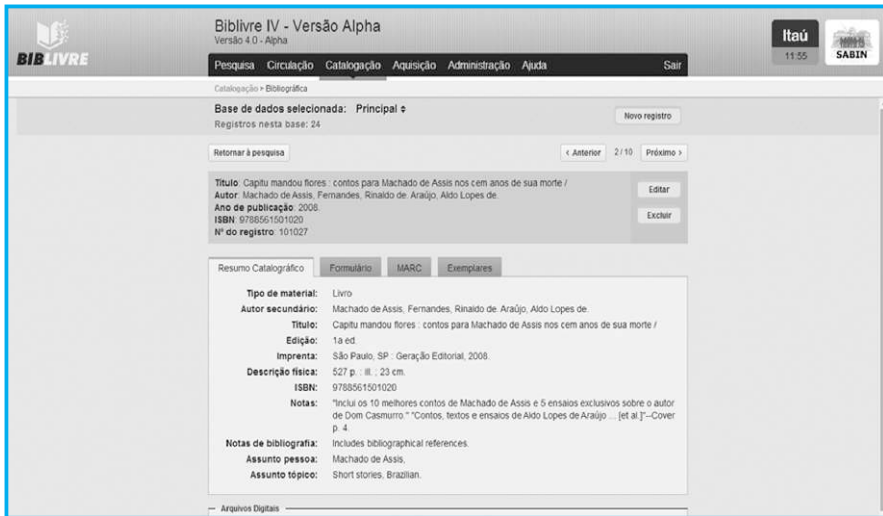 Biblivre IV - Versão Alpha
Versão 4.0 - Alpha
BIBLIVRE
Itaú
11:55
SABIN
Pesquisa Circulação Catalogação Aquisição Administração Ajuda Sair
Catalogação ▸ Bibliográfica
Base de dados selecionada: Principal
Registros nesta base: 24
Novo registro
Retornar à pesquisa
‹ Anterior 2 / 10 Próximo ›
Título: Capitu mandou flores : contos para Machado de Assis nos cem anos de sua morte /
Autor: Machado de Assis, Fernandes, Rinaldo de. Araújo, Aldo Lopes de.
Ano de publicação: 2008.
ISBN: 9788561501020
Nº do registro: 101027
Editar
Excluir
Resumo Catalográfico Formulário MARC Exemplares
Tipo de material: Livro
Autor secundário: Machado de Assis, Fernandes, Rinaldo de. Araújo, Aldo Lopes de.
Título: Capitu mandou flores : contos para Machado de Assis nos cem anos de sua morte /
Edição: 1a ed.
Imprenta: São Paulo, SP : Geração Editorial, 2008.
Descrição física: 527 p. : ill. ; 23 cm.
ISBN: 9788561501020
Notas: "Inclui os 10 melhores contos de Machado de Assis e 5 ensaios exclusivos sobre o autor
de Dom Casmurro." "Contos, textos e ensaios de Aldo Lopes de Araújo ... [et al.]"--Cover
p. 4.
Notas de bibliografia: Includes bibliographical references.
Assunto pessoa: Machado de Assis,
Assunto tópico: Short stories, Brazilian.
Arquivos Digitais